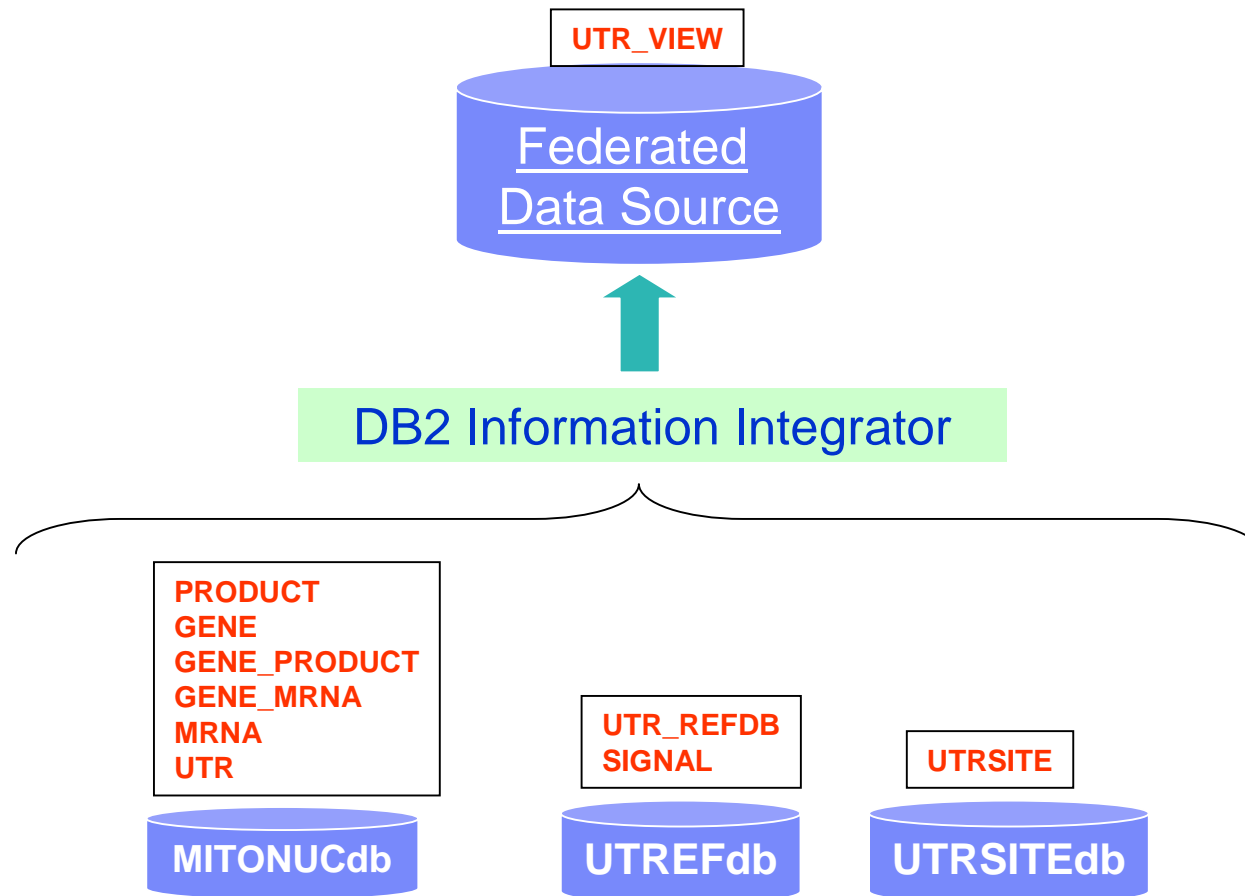 UTR_VIEW
Federated
Data Source
DB2 Information Integrator
PRODUCT
GENE
GENE_PRODUCT
GENE_MRNA
MRNA
UTR
UTR_REFDB
SIGNAL
UTRSITE
MITONUCdb
UTREFdb
UTRSITEdb